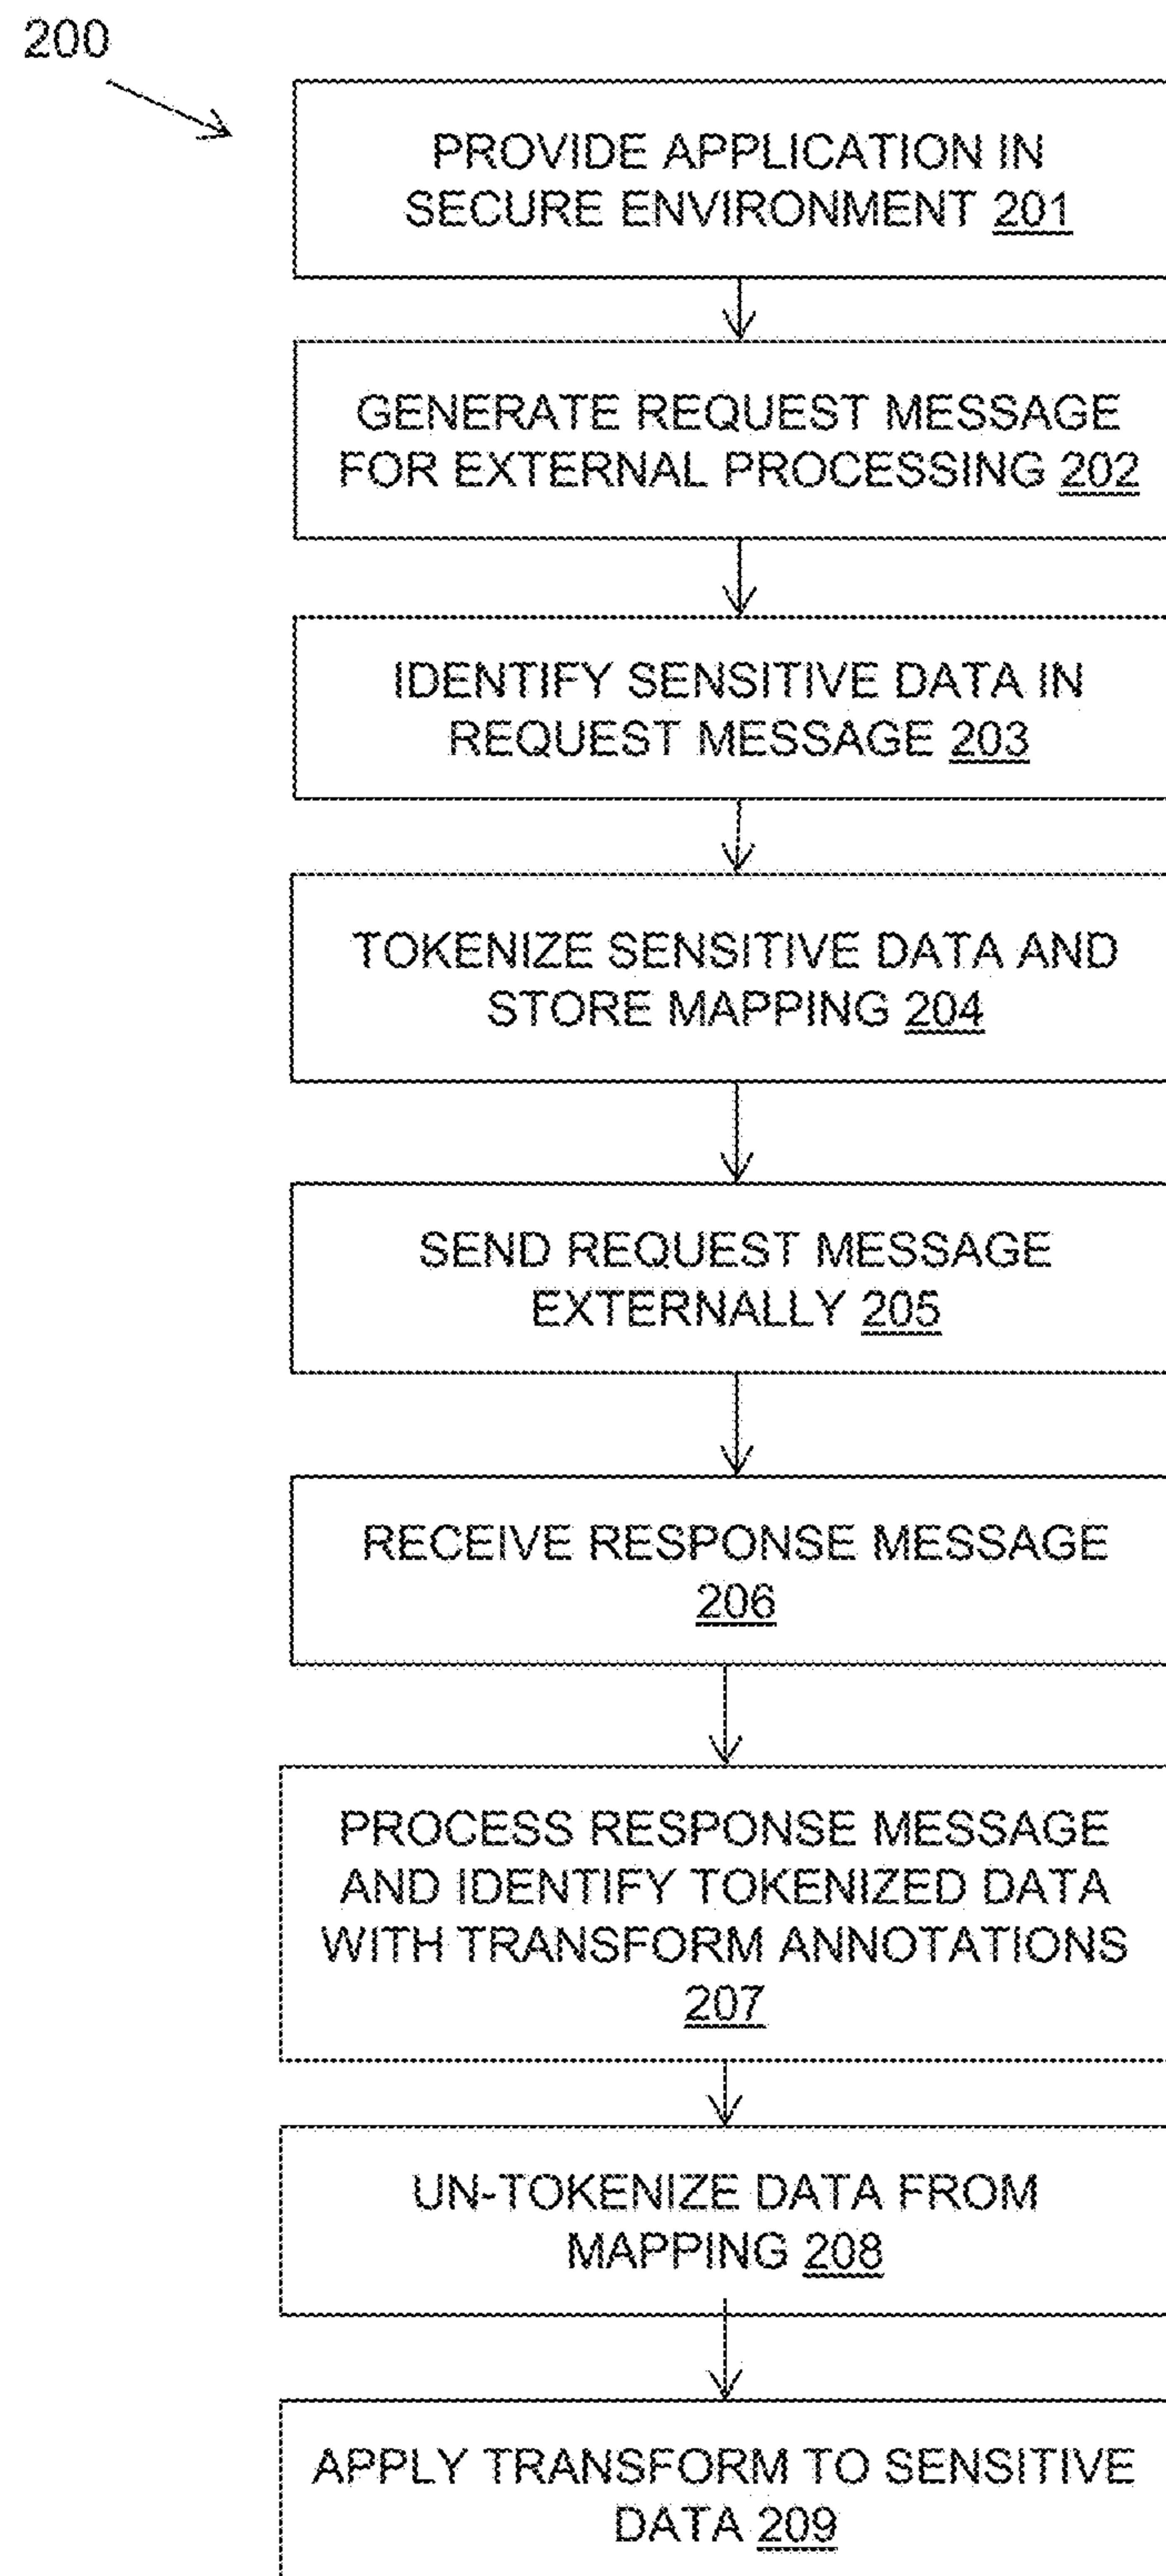 200
PROVIDE APPLICATION IN
SECURE ENVIRONMENT 201
GENERATE REQUEST MESSAGE
FOR EXTERNAL PROCESSING 202
IDENTIFY SENSITIVE DATA IN
REQUEST MESSAGE 203
TOKENIZE SENSITIVE DATA AND
STORE MAPPING 204
SEND REQUEST MESSAGE
EXTERNALLY 205
RECEIVE RESPONSE MESSAGE
206
PROCESS RESPONSE MESSAGE
AND IDENTIFY TOKENIZED DATA
WITH TRANSFORM ANNOTATIONS
207
UN-TOKENIZE DATA FROM
MAPPING 208
APPLY TRANSFORM TO SENSITIVE
DATA 209